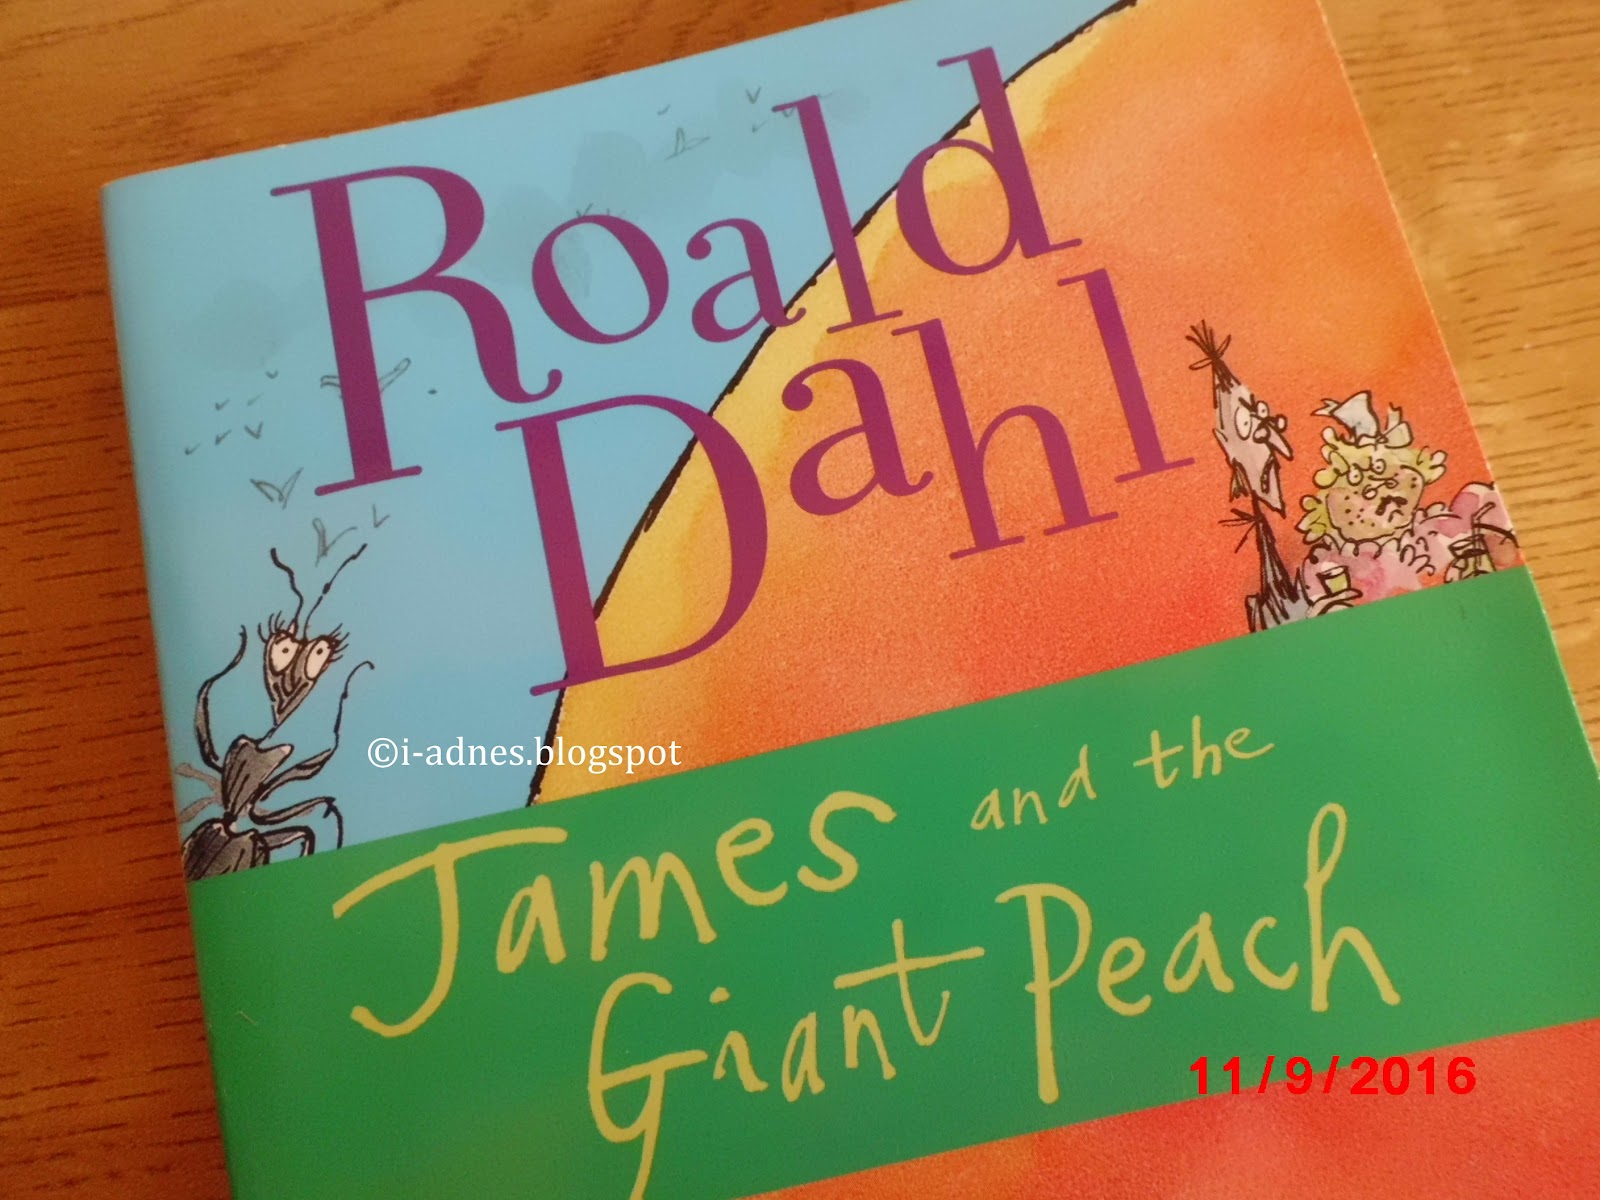 Roald
Dahl
©i-adnes.blogspot
James and the
Giant Peach
11/9/2016